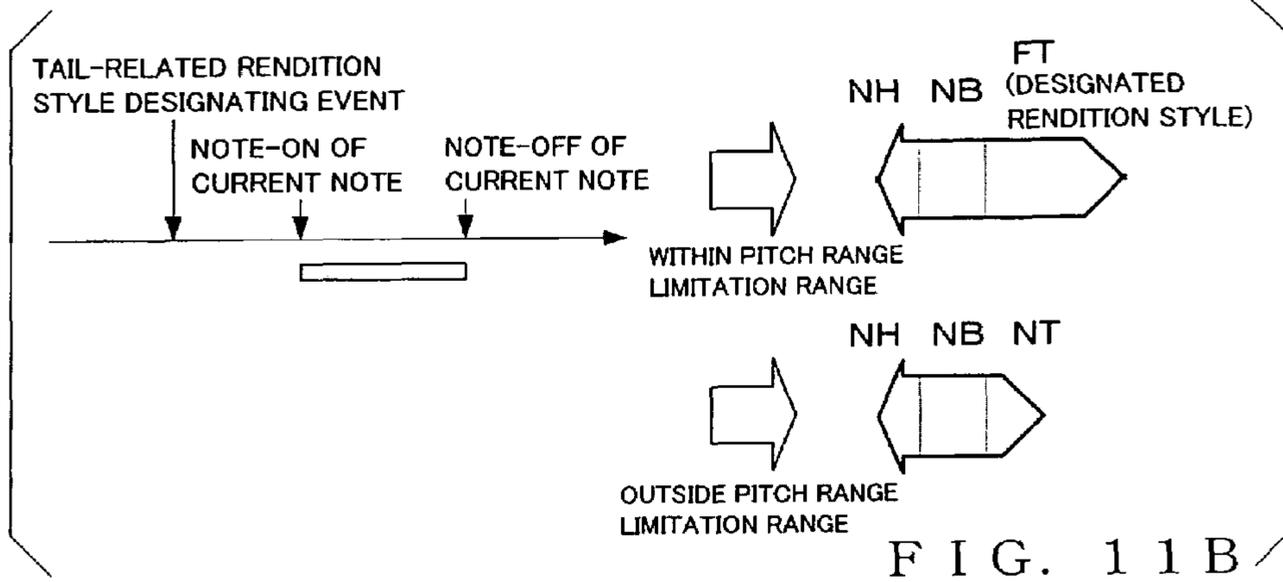 TAIL-RELATED RENDITION
STYLE DESIGNATING EVENT
NOTE-ON OF
CURRENT NOTE
NOTE-OFF OF
CURRENT NOTE
WITHIN PITCH RANGE
LIMITATION RANGE
NH NB FT
(DESIGNATED
RENDITION STYLE)
OUTSIDE PITCH RANGE
LIMITATION RANGE
NH NB NT
FIG. 11B